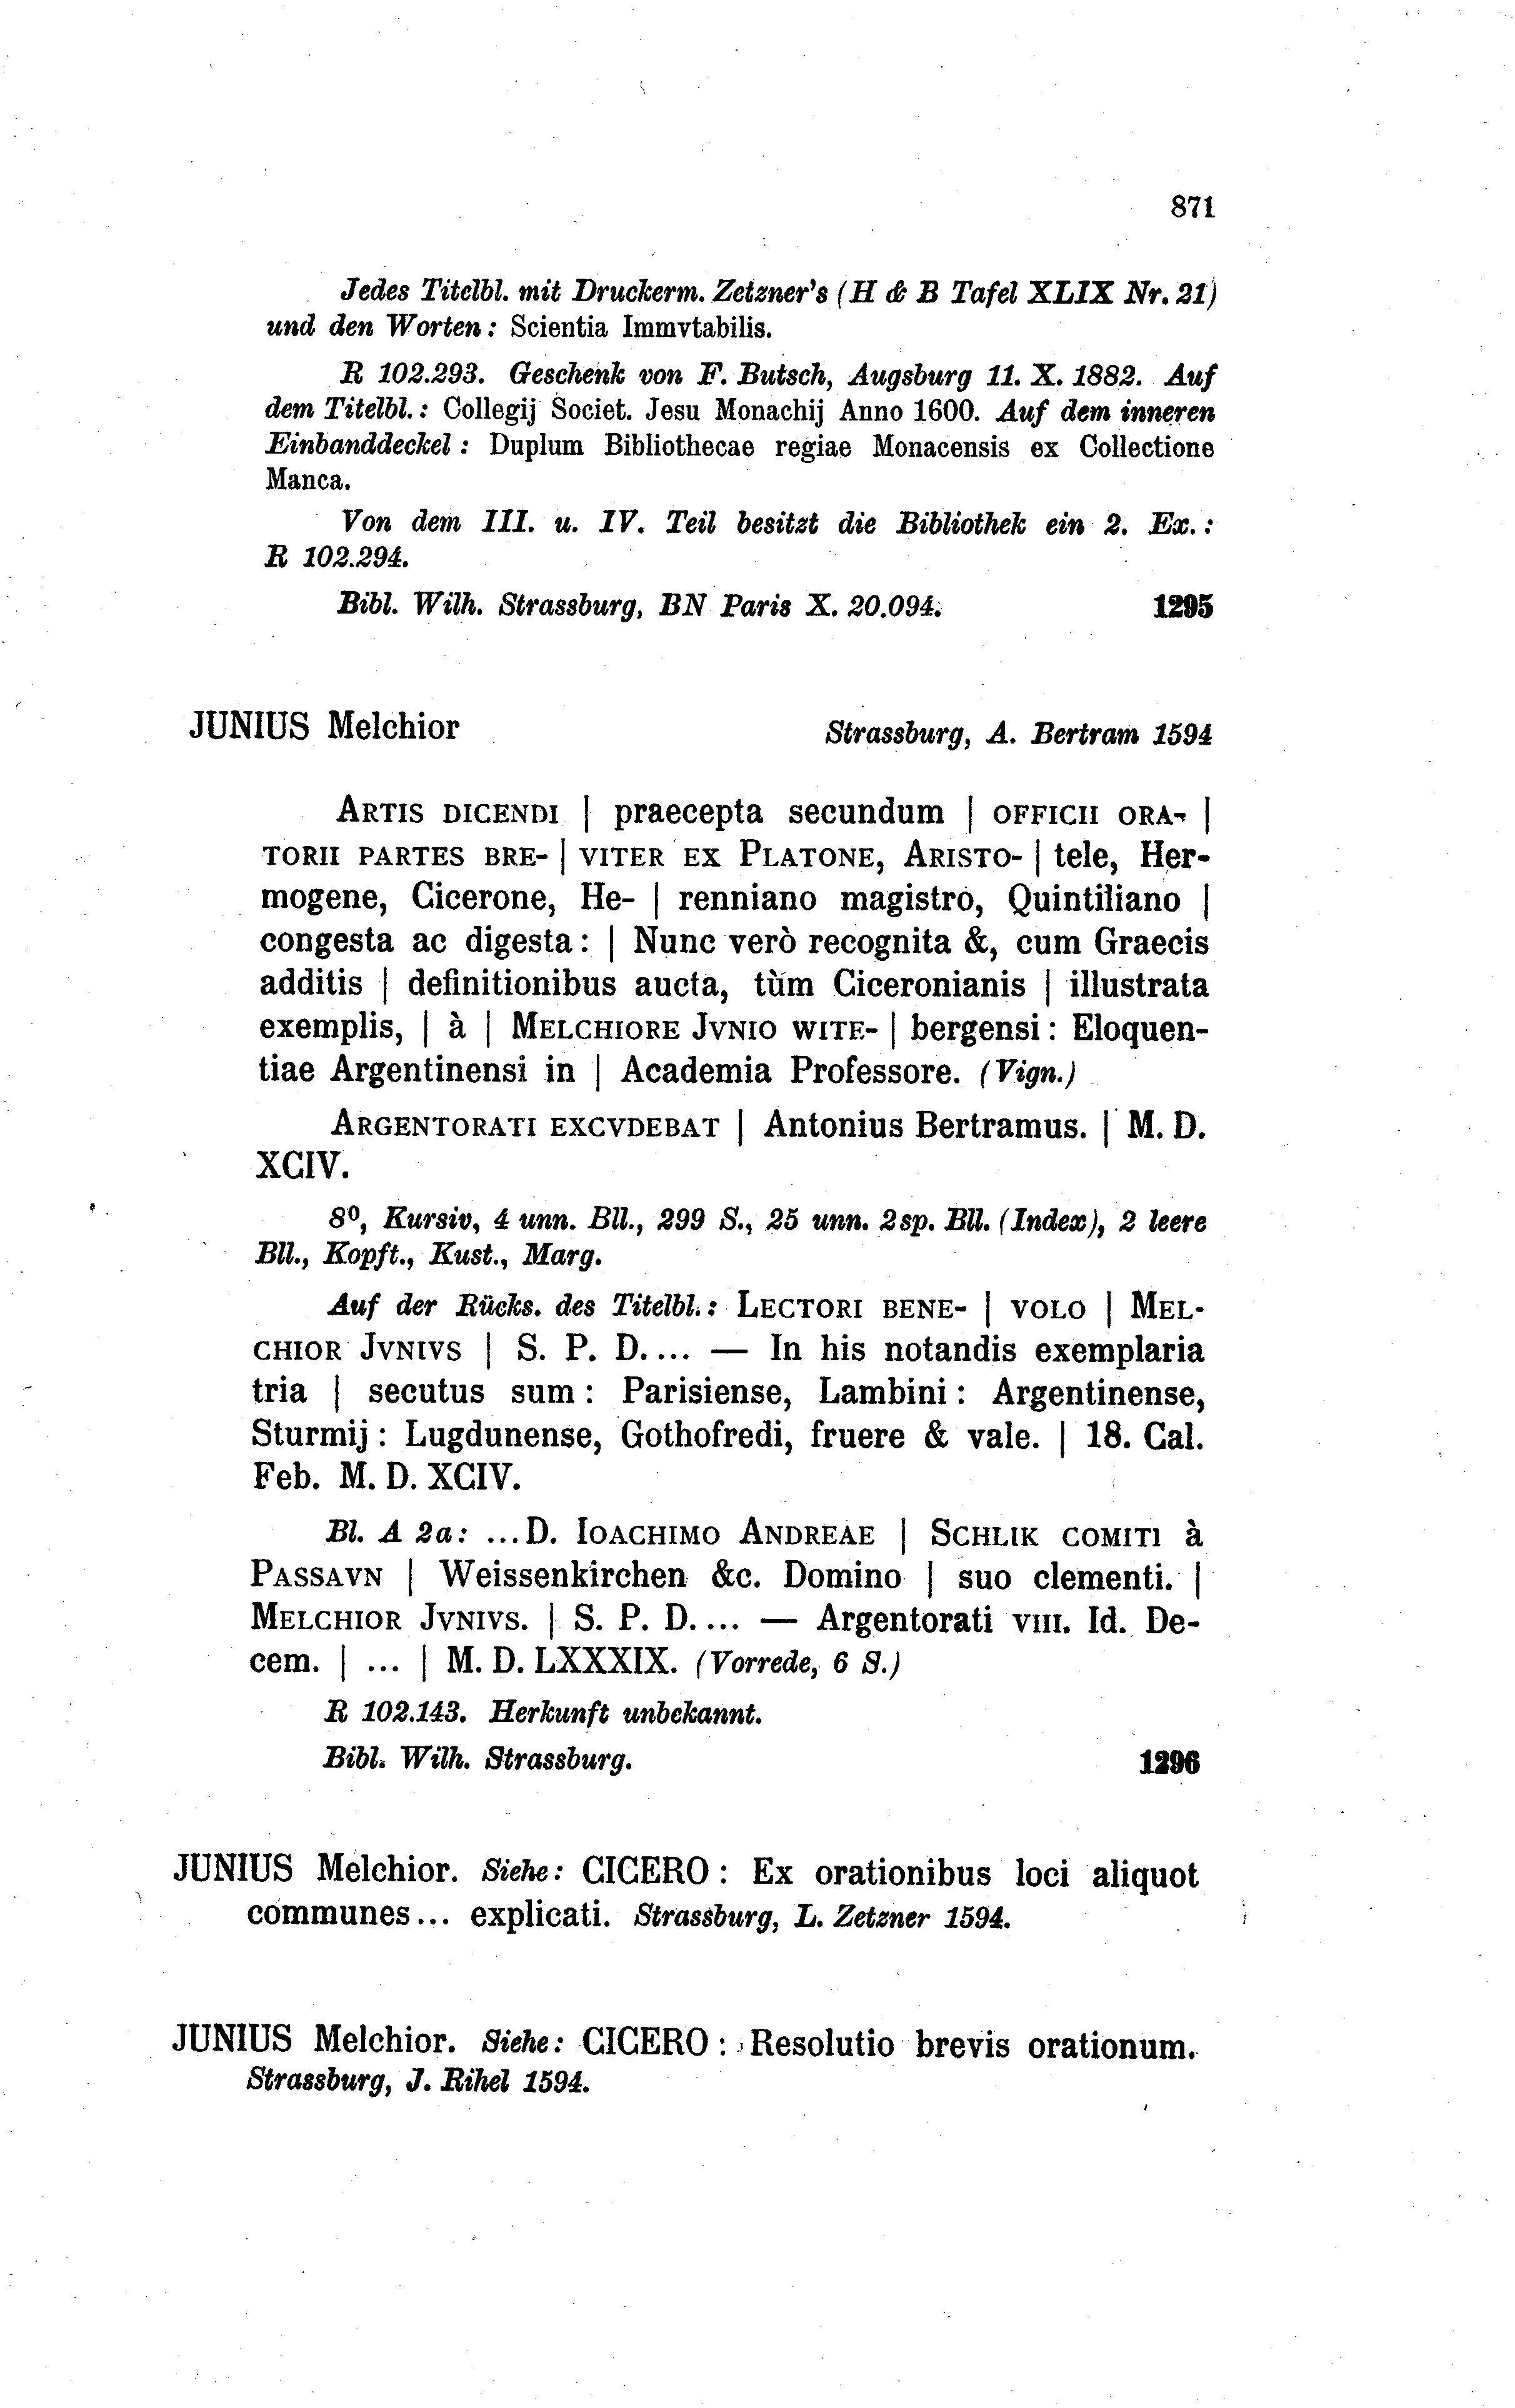 871
Jedes Titelbl. mit Druckerm. Zetzner's (H & B Tafel XLIX Nr. 21)
und den Worten: Scientia Immvtabilis.
R 102.293. Geschenk von F. Butsch, Augsburg 11. X. 1882. Auf
dem Titelbl.: Collegij Societ. Jesu Monachij Anno 1600. Auf dem inneren
Einbanddeckel: Duplum Bibliothecae regiae Monacensis ex Collectione
Manca.
Von dem III. u. IV. Teil besitzt die Bibliothek ein 2. Ex.:
R 102.294.
Bibl. Wilh. Strassburg, BN Paris X. 20.094. 1295
JUNIUS Melchior Strassburg, A. Bertram 1594
ARTIS DICENDI | praecepta secundum | OFFICII ORA- |
TORII PARTES BRE- | VITER EX PLATONE, ARISTO- | tele, Her-
mogene, Cicerone, He- | renniano magistro, Quintiliano |
congesta ac digesta: | Nunc verò recognita &, cum Graecis
additis | definitionibus aucta, tùm Ciceronianis | illustrata
exemplis, | à | MELCHIORE JVNIO WITE- | bergensi: Eloquen-
tiae Argentinensi in | Academia Professore. (Vign.)
ARGENTORATI EXCVDEBAT | Antonius Bertramus. | M. D.
XCIV.
8⁰, Kursiv, 4 unn. Bll., 299 S., 25 unn. 2sp. Bll. (Index), 2 leere
Bll., Kopft., Kust., Marg.
Auf der Rücks. des Titelbl.: LECTORI BENE- | VOLO | MEL-
CHIOR JVNIVS | S. P. D.... — In his notandis exemplaria
tria | secutus sum: Parisiense, Lambini: Argentinense,
Sturmij: Lugdunense, Gothofredi, fruere & vale. | 18. Cal.
Feb. M. D. XCIV.
Bl. A 2a: ...D. IOACHIMO ANDREAE | SCHLIK COMITI à
PASSAVN | Weissenkirchen &c. Domino | suo clementi. |
MELCHIOR JVNIVS. | S. P. D.... — Argentorati VIII. Id. De-
cem. | ... | M. D. LXXXIX. (Vorrede, 6 S.)
R 102.143. Herkunft unbekannt.
Bibl. Wilh. Strassburg. 1296
JUNIUS Melchior. Siehe: CICERO: Ex orationibus loci aliquot
communes... explicati. Strassburg, L. Zetzner 1594.
JUNIUS Melchior. Siehe: CICERO: Resolutio brevis orationum.
Strassburg, J. Rihel 1594.